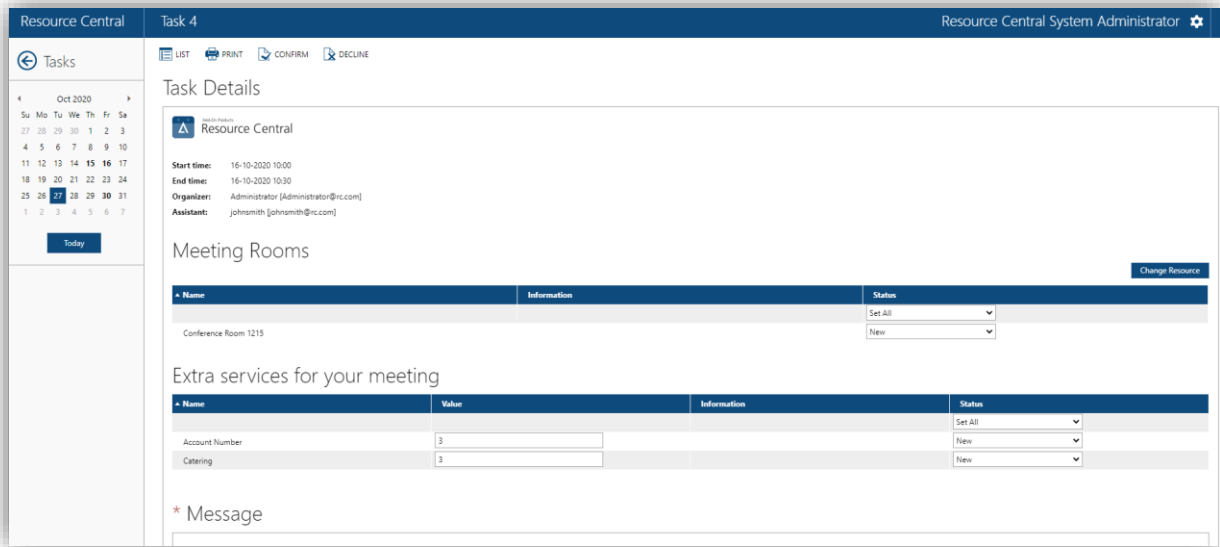 Resource Central Task 4 Resource Central System Administrator
Tasks
LIST PRINT CONFIRM DECLINE
Task Details
Oct 2020
Su Mo Tu We Th Fr Sa
27 28 29 30 1 2 3
4 5 6 7 8 9 10
11 12 13 14 15 16 17
18 19 20 21 22 23 24
25 26 27 28 29 30 31
1 2 3 4 5 6 7
Today
Add-On Products
Resource Central
Start time: 16-10-2020 10:00
End time: 16-10-2020 10:30
Organizer: Administrator [Administrator@rc.com]
Assistant: johnsmith [johnsmith@rc.com]
Meeting Rooms
Change Resource
Name Information Status
Set All
Conference Room 1215 New
Extra services for your meeting
Name Value Information Status
Set All
Account Number 3 New
Catering 3 New
* Message